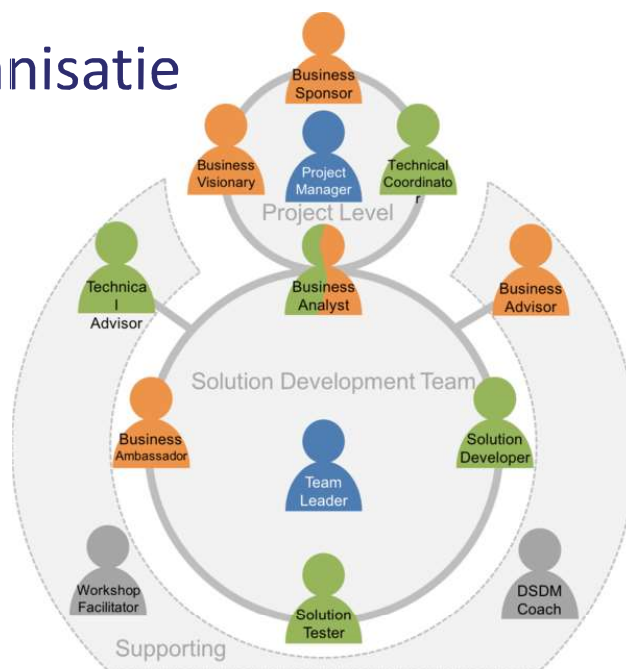 nisatie
Business
Sponsor
Business
Visionary
Project
Manager
Technical
Coordinato
r
Project Level
Technica
l
Advisor
Business
Analyst
Business
Advisor
Solution Development Team
Business
Ambassador
Solution
Developer
Team
Leader
Workshop
Facilitator
Solution
Tester
DSDM
Coach
Supporting